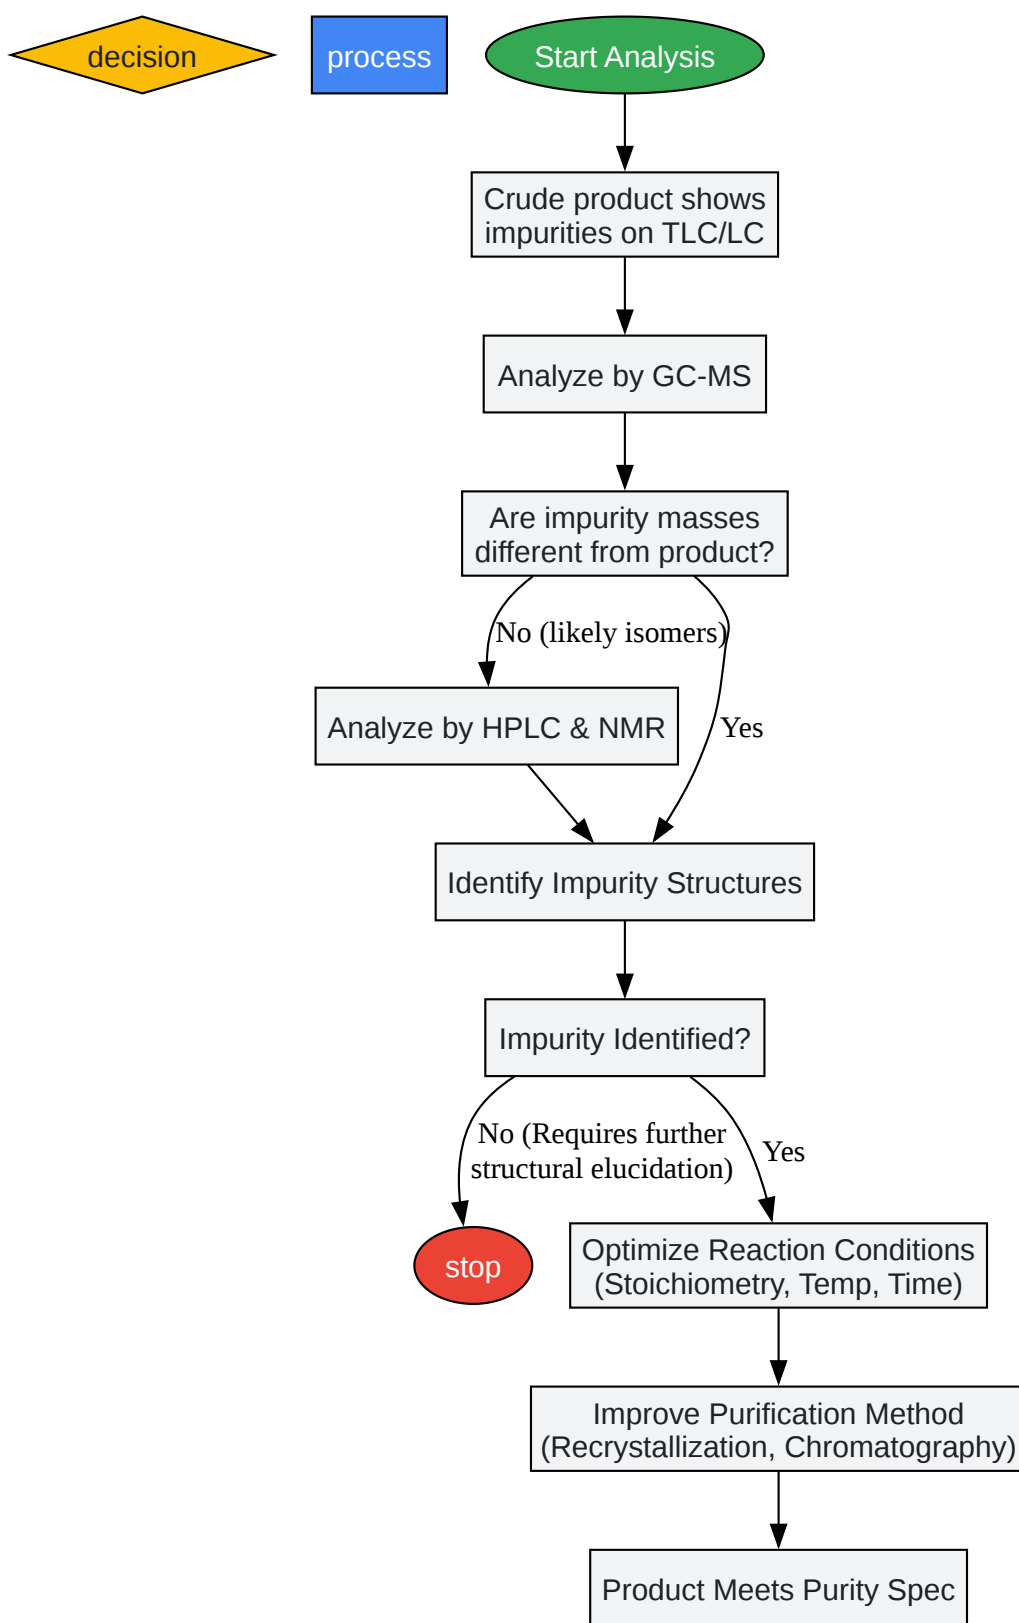 decision
process
Start Analysis
Crude product shows
impurities on TLC/LC
Analyze by GC-MS
Are impurity masses
different from product?
No (likely isomers)
Analyze by HPLC & NMR
Yes
Identify Impurity Structures
Impurity Identified?
No (Requires further
structural elucidation)
Yes
stop
Optimize Reaction Conditions
(Stoichiometry, Temp, Time)
Improve Purification Method
(Recrystallization, Chromatography)
Product Meets Purity Spec